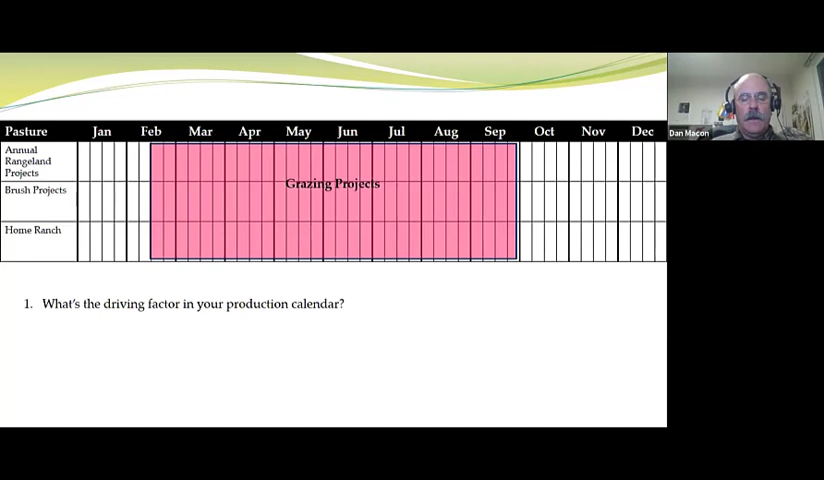 Pasture Jan Feb Mar Apr May Jun Jul Aug Sep Oct Nov Dec
Annual
Rangeland
Projects
Grazing Projects
Brush Projects
Home Ranch
1. What's the driving factor in your production calendar?
Dan Macon